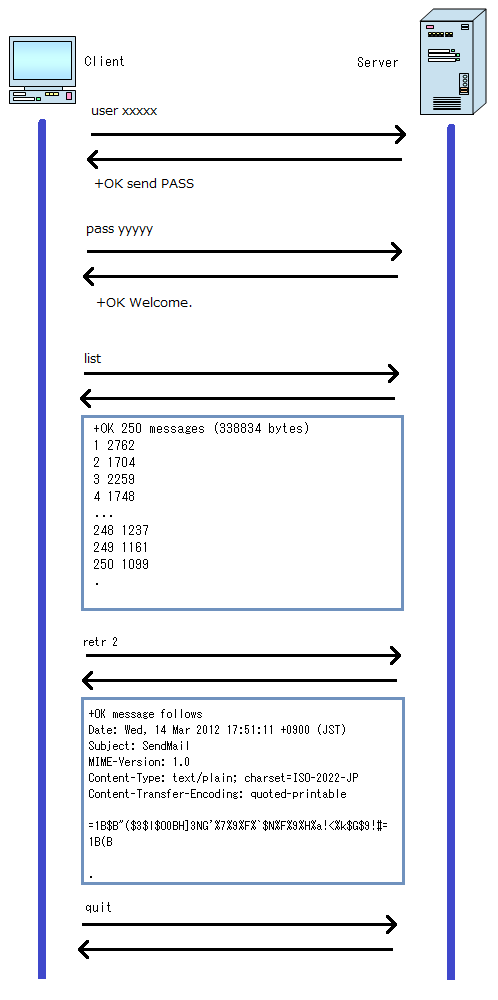 Client
Server
user xxxxx
+OK send PASS
pass yyyyy
+OK Welcome.
list
+OK 250 messages (338834 bytes)
1 2762
2 1704
3 2259
4 1748
...
248 1237
249 1161
250 1099
.
retr 2
+OK message follows
Date: Wed, 14 Mar 2012 17:51:11 +0900 (JST)
Subject: SendMail
MIME-Version: 1.0
Content-Type: text/plain; charset=ISO-2022-JP
Content-Transfer-Encoding: quoted-printable
=1B$B"($3$l$O0BH]3NG'%7%9%F%`$N%F%9%H%a!<%k$G$9!#=
1B(B
.
quit